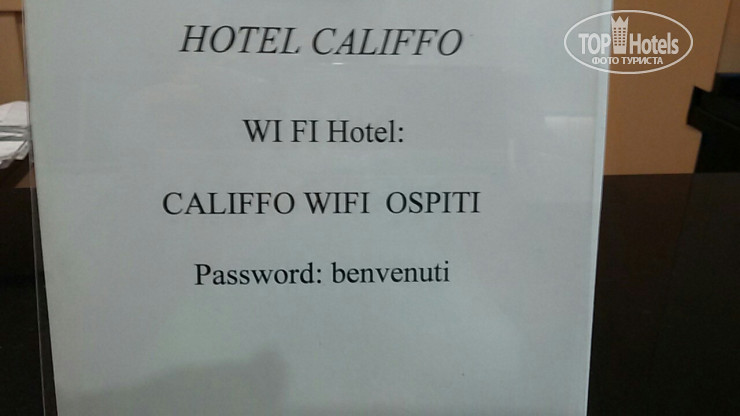 HOTEL CALIFFO
TOP Hotels
ФОТО ТУРИСТА
WI FI Hotel:
CALIFFO WIFI OSPITI
Password: benvenuti